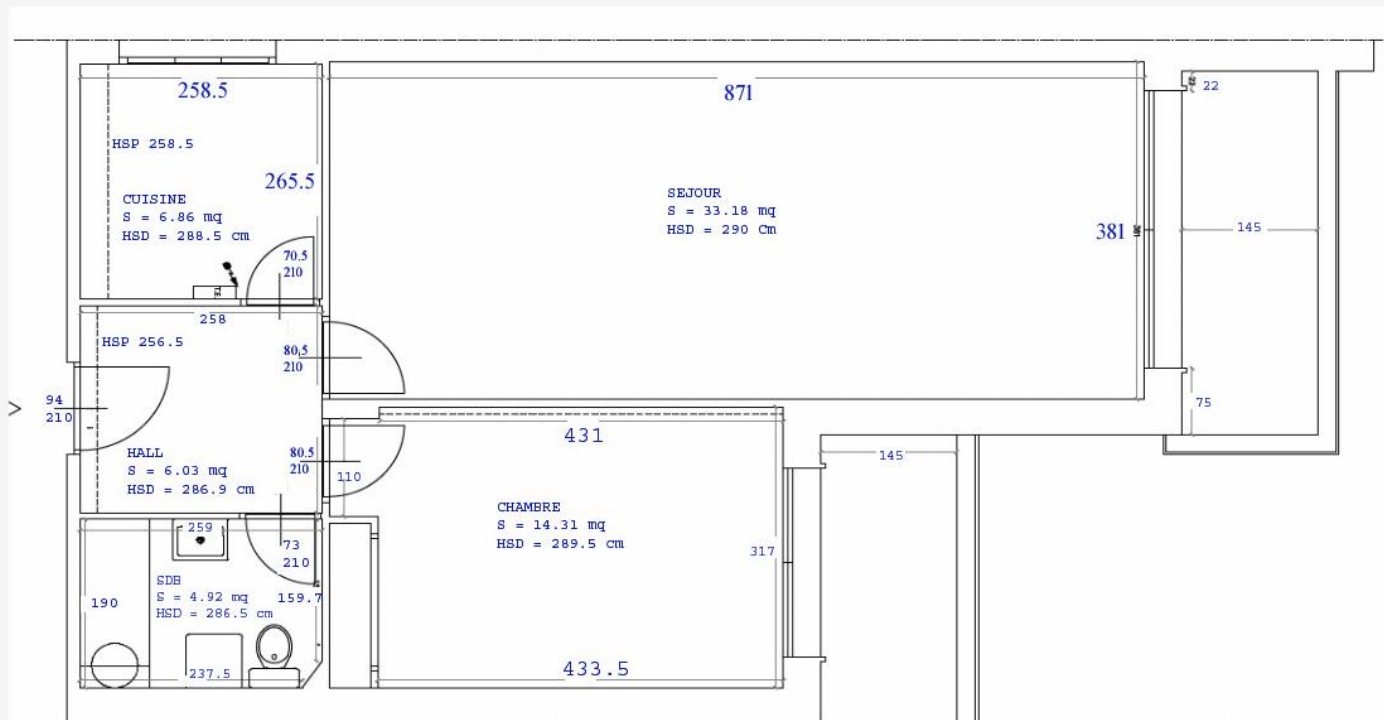 258.5
HSP 258.5
265.5
CUISINE
S = 6.86 mq
HSD = 288.5 cm
70.5
210
871
SEJOUR
S = 33.18 mq
HSD = 290 Cm
381
381
22
145
75
258
HSP 256.5
80.5
210
94
210
HALL
S = 6.03 mq
HSD = 286.9 cm
80.5
210
110
431
CHAMBRE
S = 14.31 mq
HSD = 289.5 cm
317
433.5
145
259
73
210
SDB
S = 4.92 mq
HSD = 286.5 cm
190
159.7
237.5